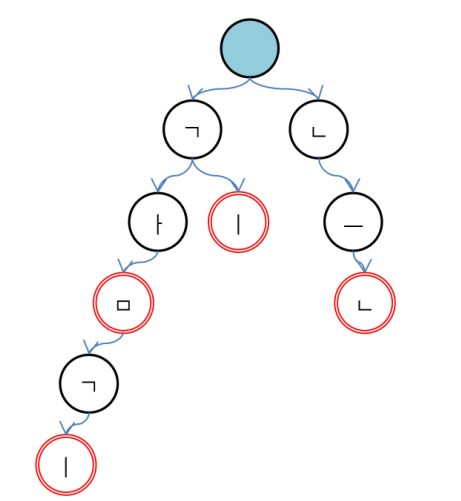 ㄱ ㄴ
ㅏ ㅣ ㅡ
ㅁ ㄴ
ㄱ
ㅣ